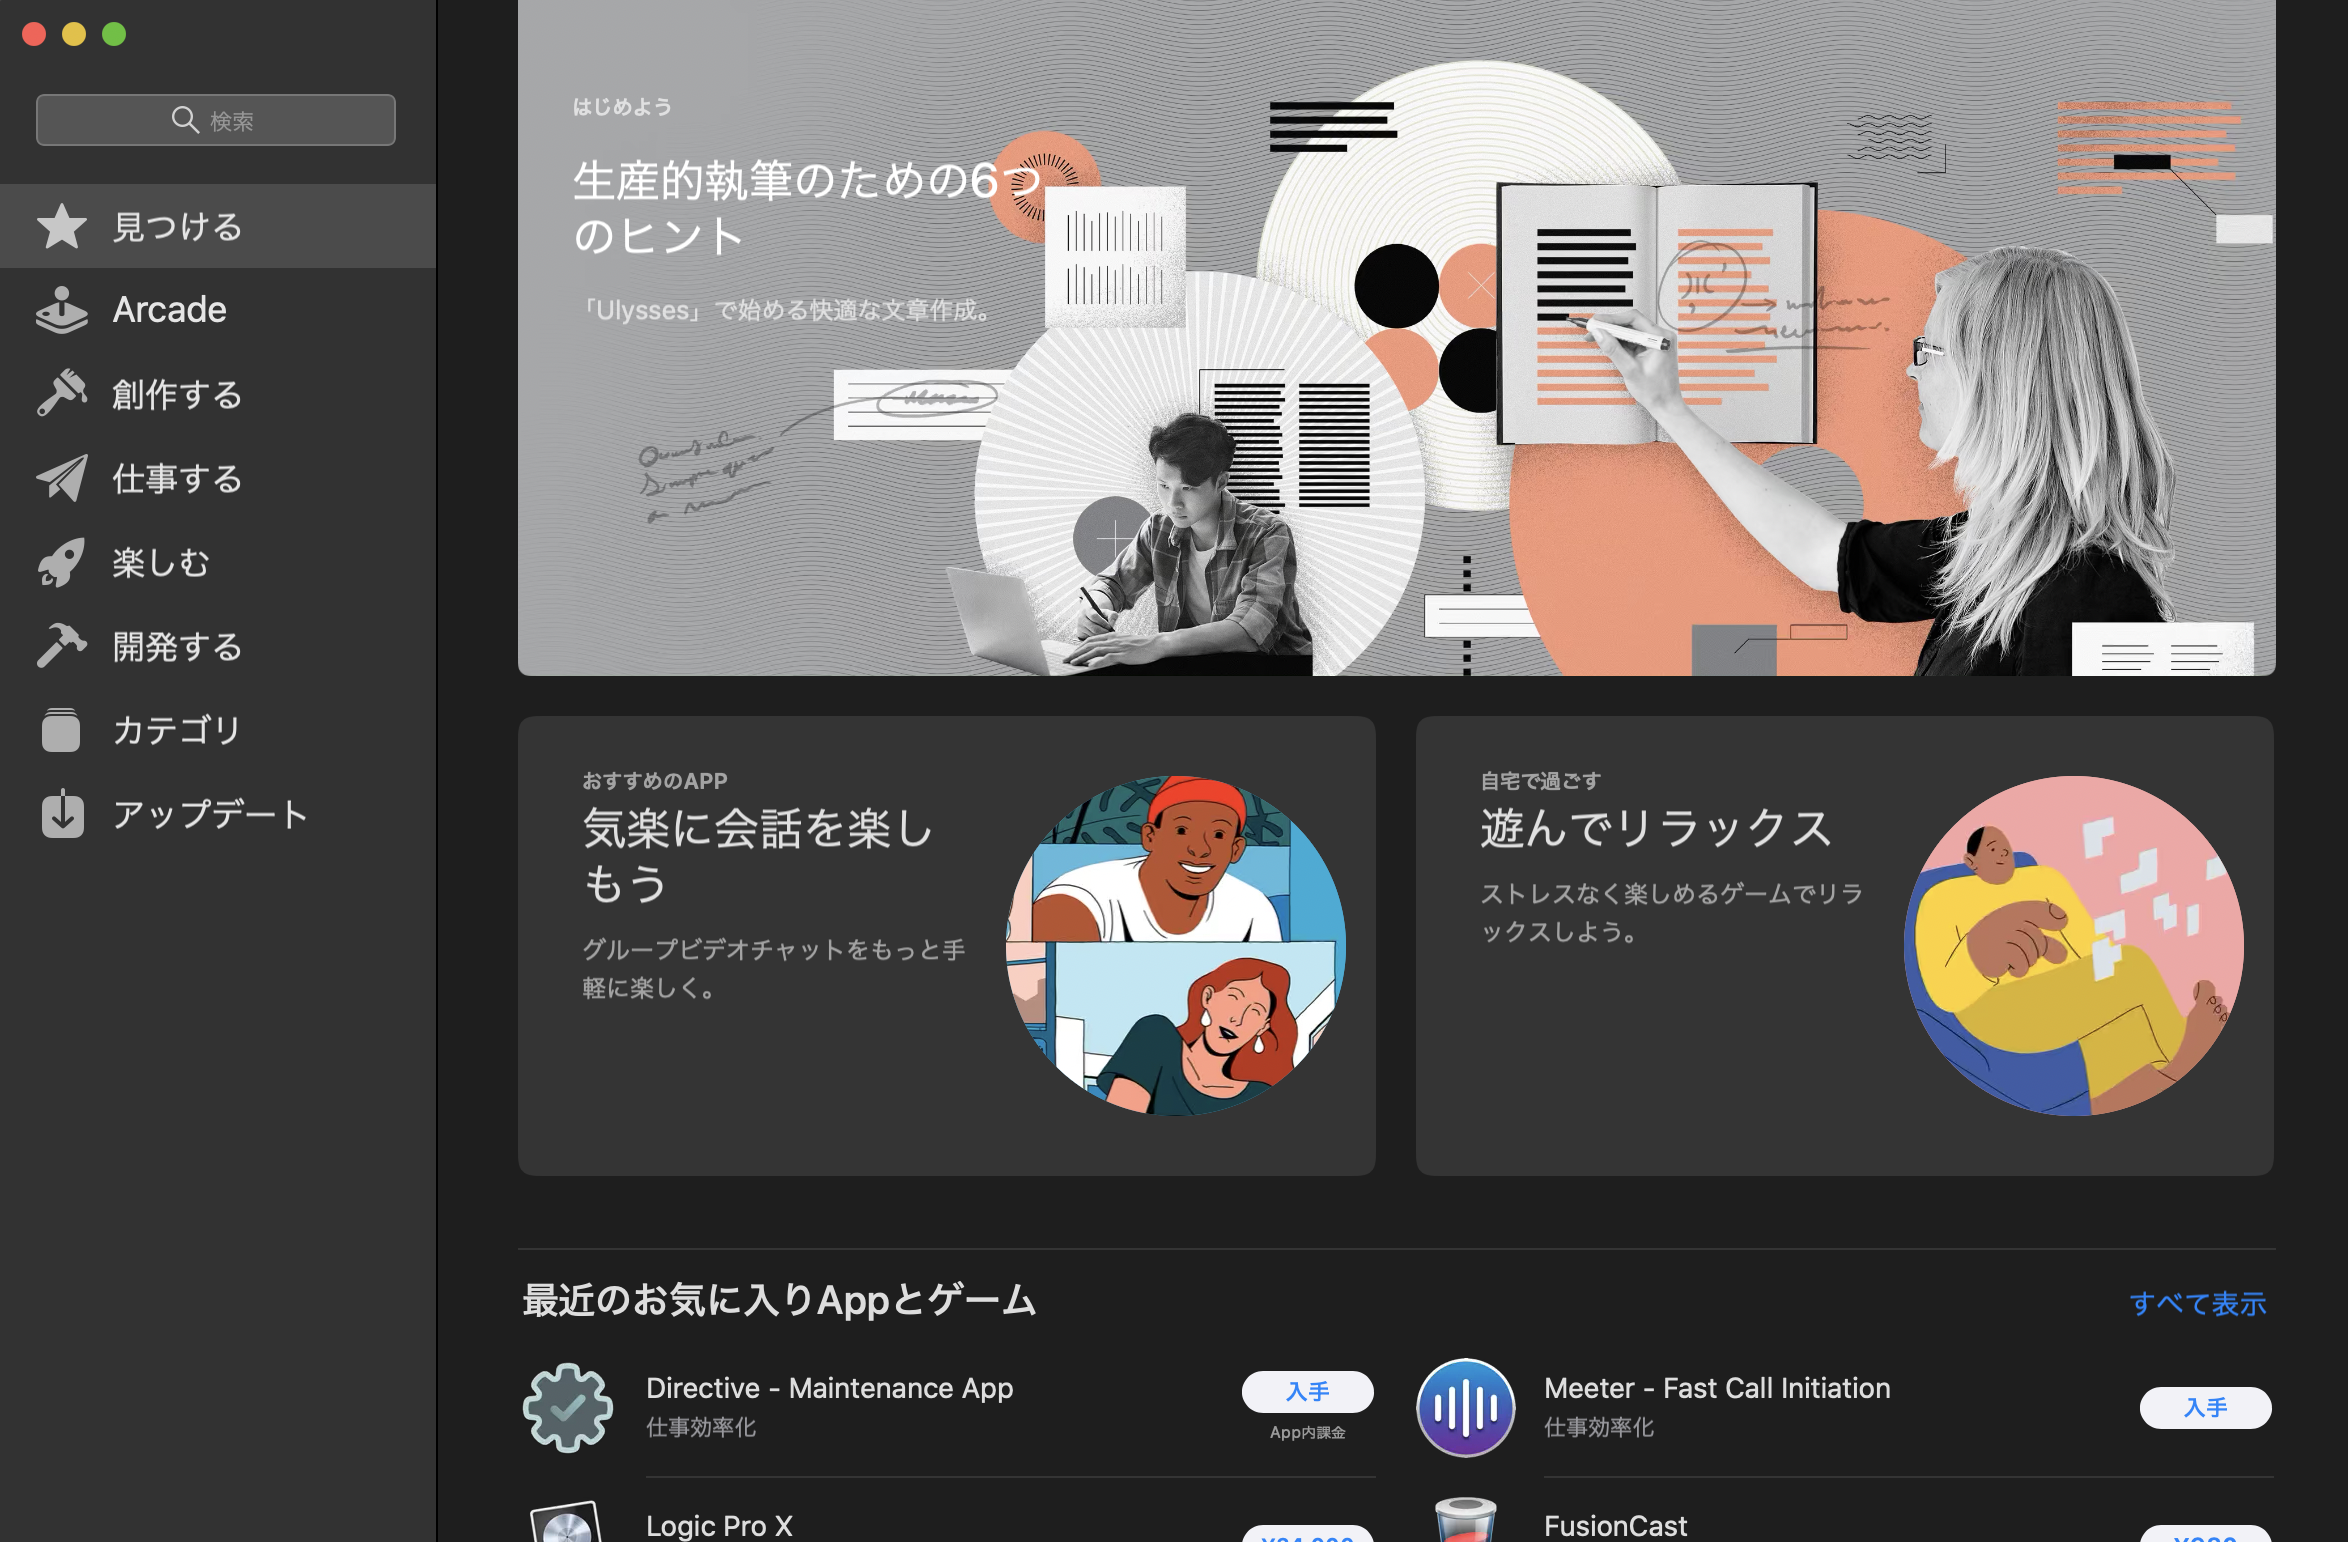 検索
見つける
Arcade
創作する
仕事する
楽しむ
開発する
カテゴリ
アップデート
はじめよう
生産的執筆のための6つ
のヒント
「Ulysses」で始める快適な文章作成。
おすすめのAPP
気楽に会話を楽し
もう
グループビデオチャットをもっと手
軽に楽しく。
自宅で過ごす
遊んでリラックス
ストレスなく楽しめるゲームでリラ
ックスしよう。
最近のお気に入りAppとゲーム
すべて表示
Directive - Maintenance App
仕事効率化
入手
App内課金
Meeter - Fast Call Initiation
仕事効率化
入手
Logic Pro X
FusionCast